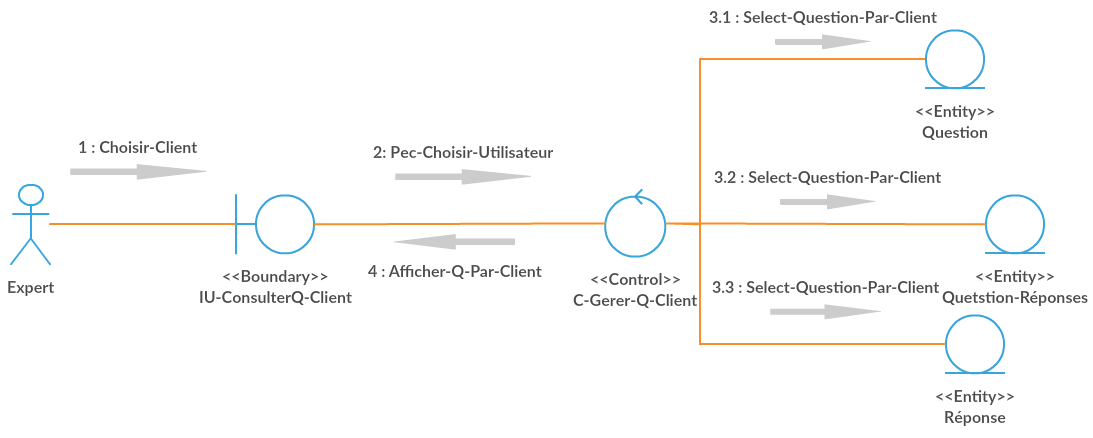 3.1 : Select-Question-Par-Client
<<Entity>>
Question
1 : Choisir-Client
2: Pec-Choisir-Utilisateur
3.2 : Select-Question-Par-Client
Expert
<<Boundary>>
IU-ConsulterQ-Client
4 : Afficher-Q-Par-Client
<<Control>>
C-Gerer-Q-Client
<<Entity>>
Quetstion-Réponses
3.3 : Select-Question-Par-Client
<<Entity>>
Réponse